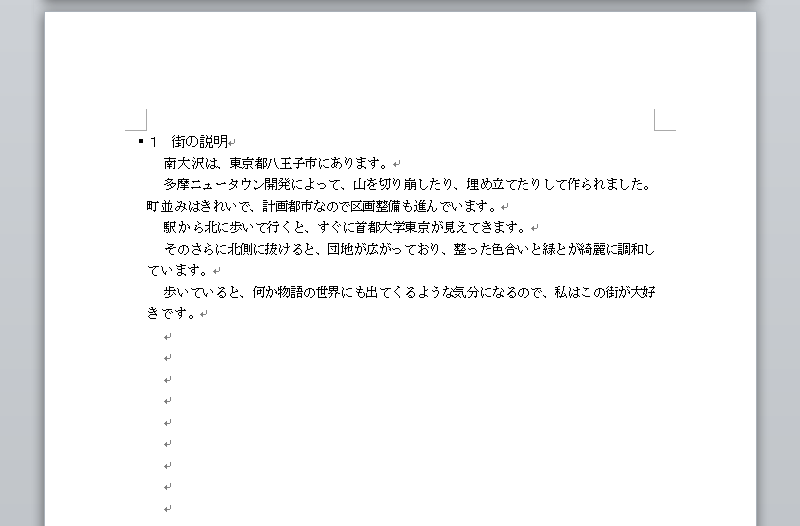 1　街の説明
南大沢は、東京都八王子市にあります。
多摩ニュータウン開発によって、山を切り崩したり、埋め立てたりして作られました。
町並みはきれいで、計画都市なので区画整備も進んでいます。
駅から北に歩いて行くと、すぐに首都大学東京が見えてきます。
そのさらに北側に抜けると、団地が広がっており、整った色合いと緑とが綺麗に調和し
ています。
歩いていると、何か物語の世界にも出てくるような気分になるので、私はこの街が大好
きです。